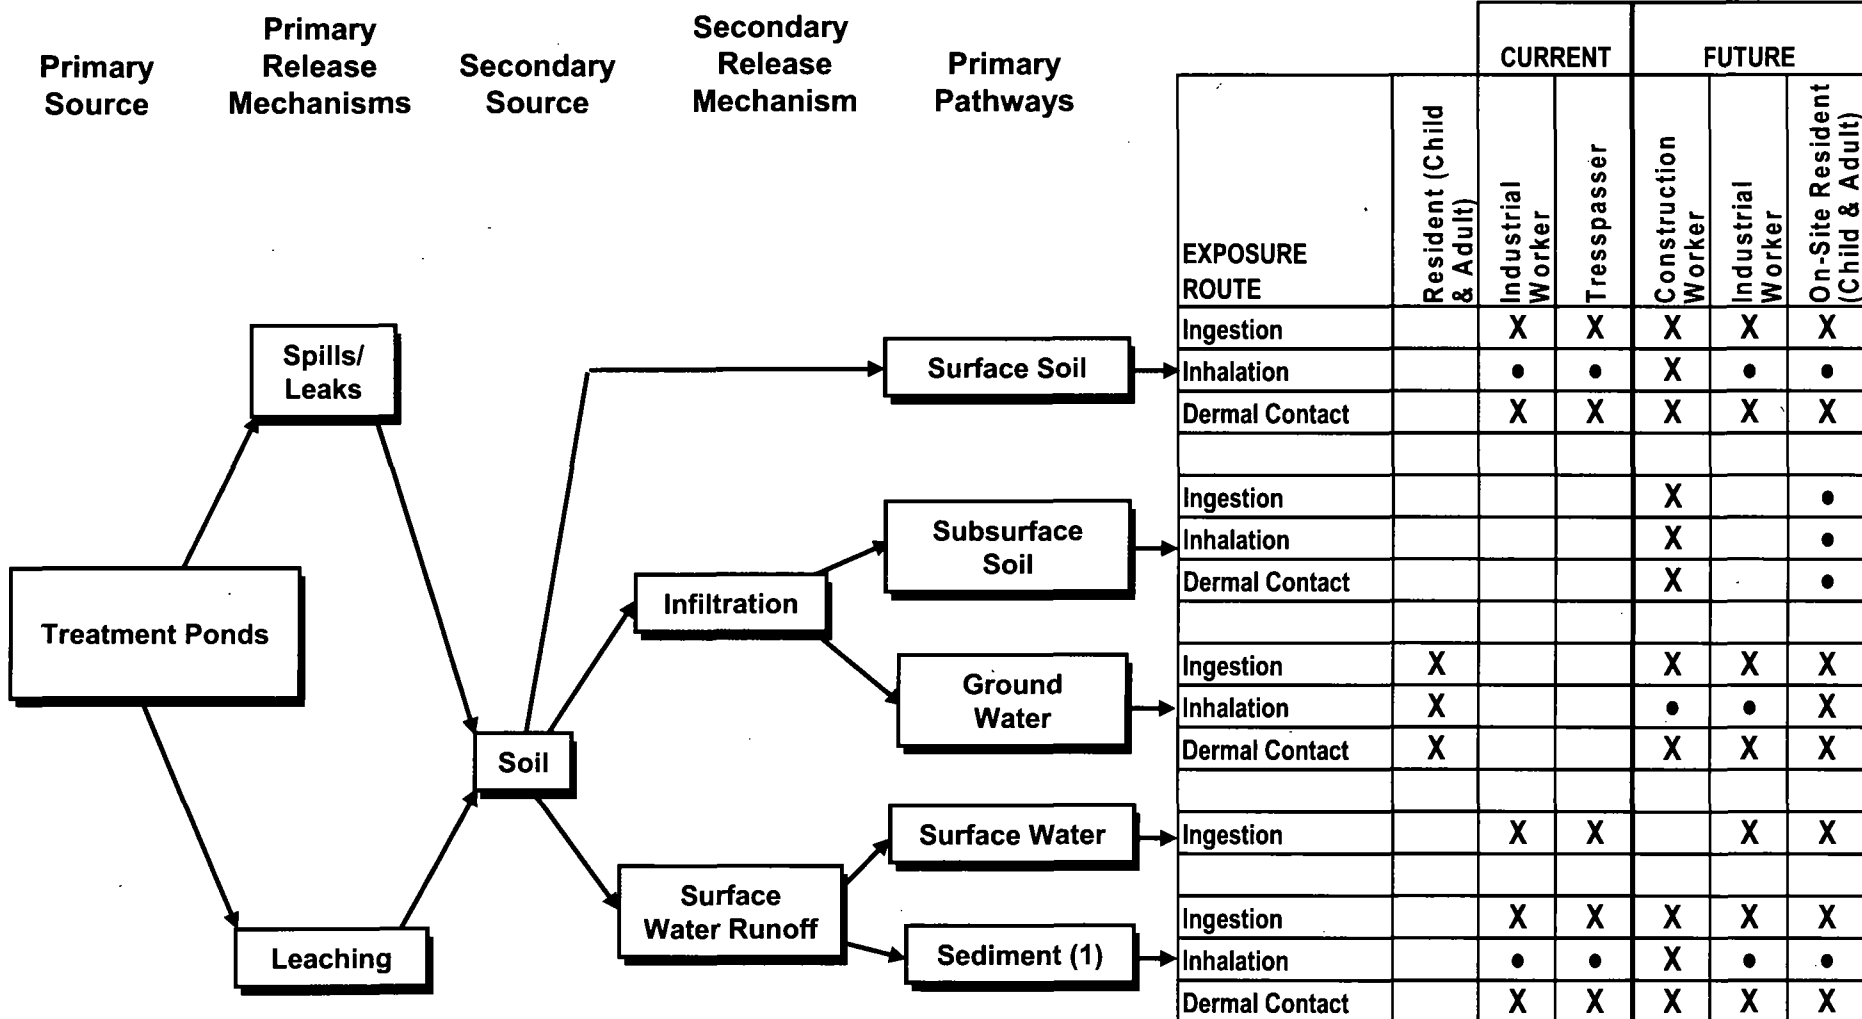 Primary
Source
Primary
Release
Mechanisms
Secondary
Source
Secondary
Release
Mechanism
Primary
Pathways
CURRENT
FUTURE
EXPOSURE
ROUTE
Resident (Child
& Adult)
Industrial
Worker
Tresspasser
Construction
Worker
Industrial
Worker
On-Site Resident
(Child & Adult)
Spills/
Leaks
Treatment Ponds
Leaching
Soil
Infiltration
Surface
Water Runoff
Surface Soil
Ingestion X X X X X
Inhalation • • X • •
Dermal Contact X X X X X
Subsurface
Soil
Ingestion X •
Inhalation X •
Dermal Contact X •
Ground
Water
Ingestion X X X X
Inhalation X • • X
Dermal Contact X X X X
Surface Water
Ingestion X X X X
Sediment (1)
Ingestion X X X X X
Inhalation • • X • •
Dermal Contact X X X X X